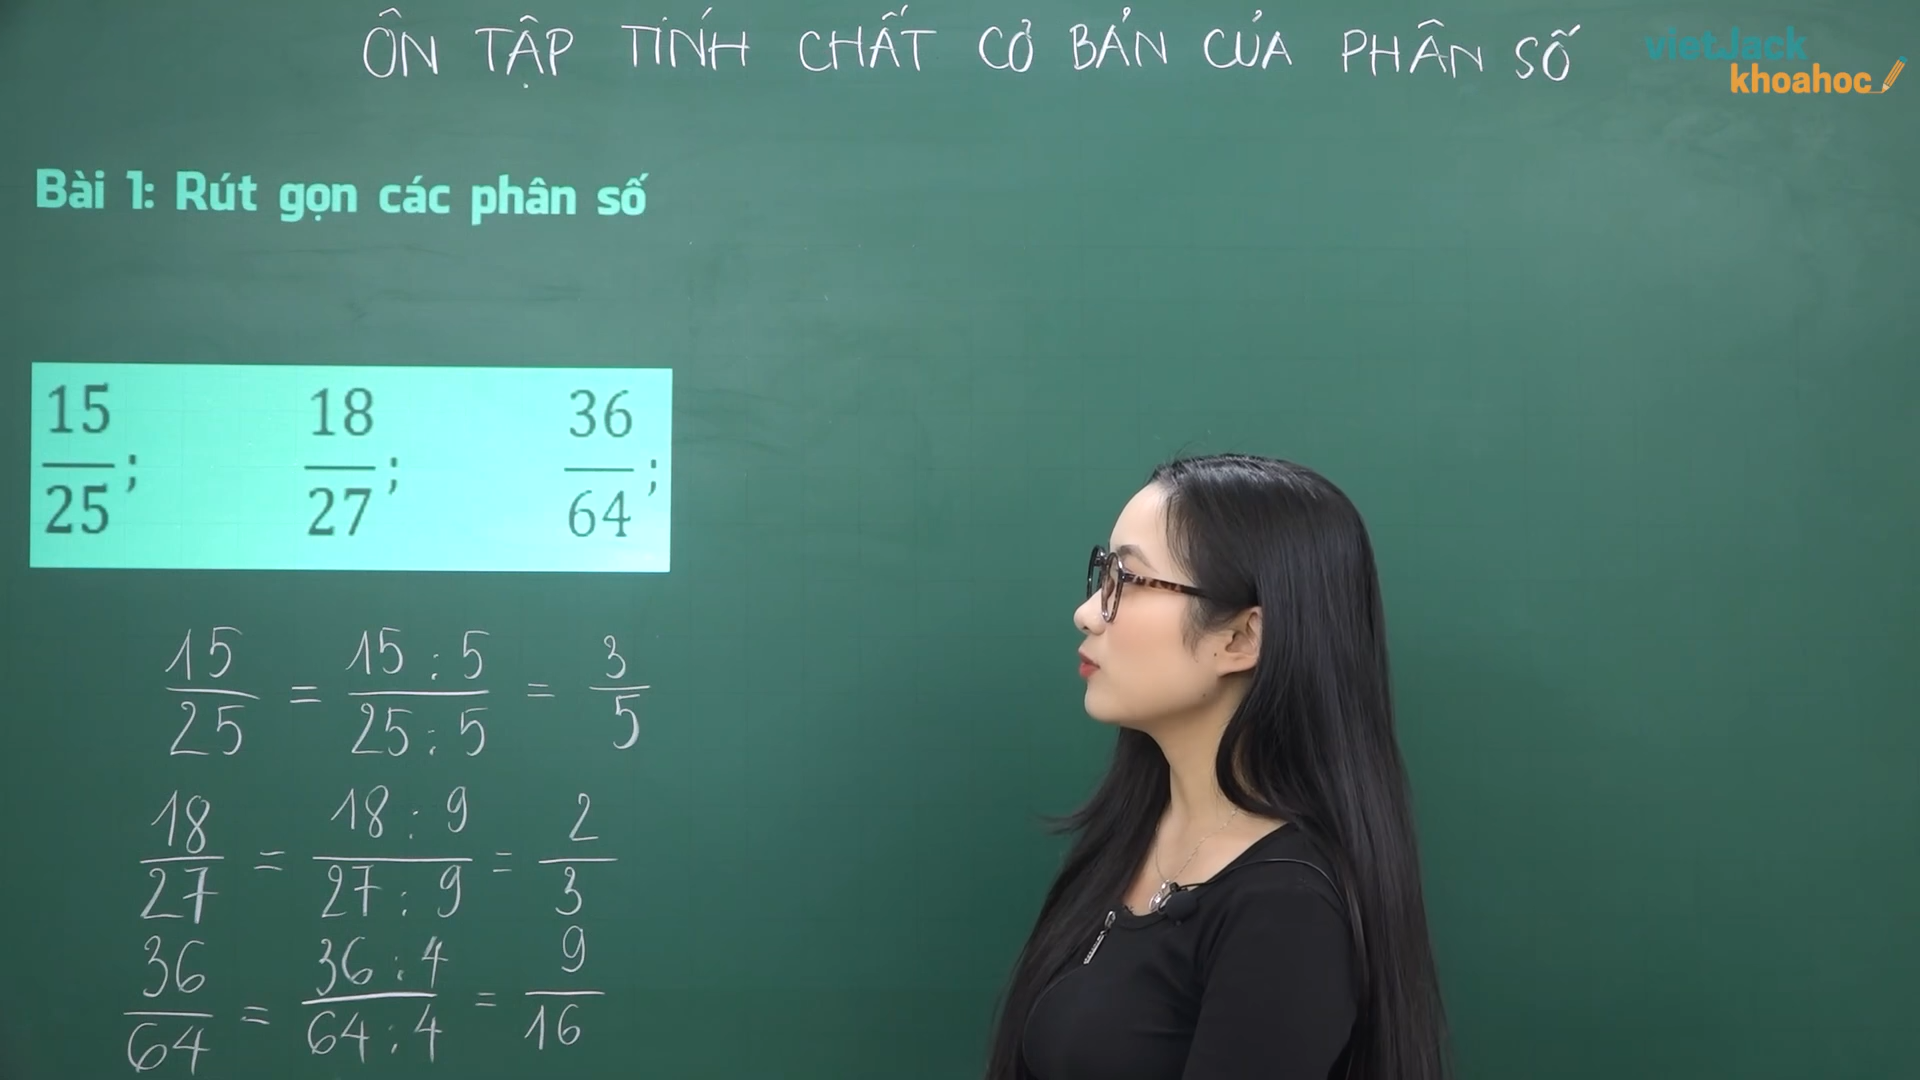 ÔN TẬP TÍNH CHẤT CƠ BẢN CỦA PHÂN SỐ
vietJack
khoahoc
Bài 1: Rút gọn các phân số
15/25; 18/27; 36/64;
15/25 = 15 : 5/25 : 5 = 3/5
18/27 = 18 : 9/27 : 9 = 2/3
36/64 = 36 : 4/64 : 4 = 9/16